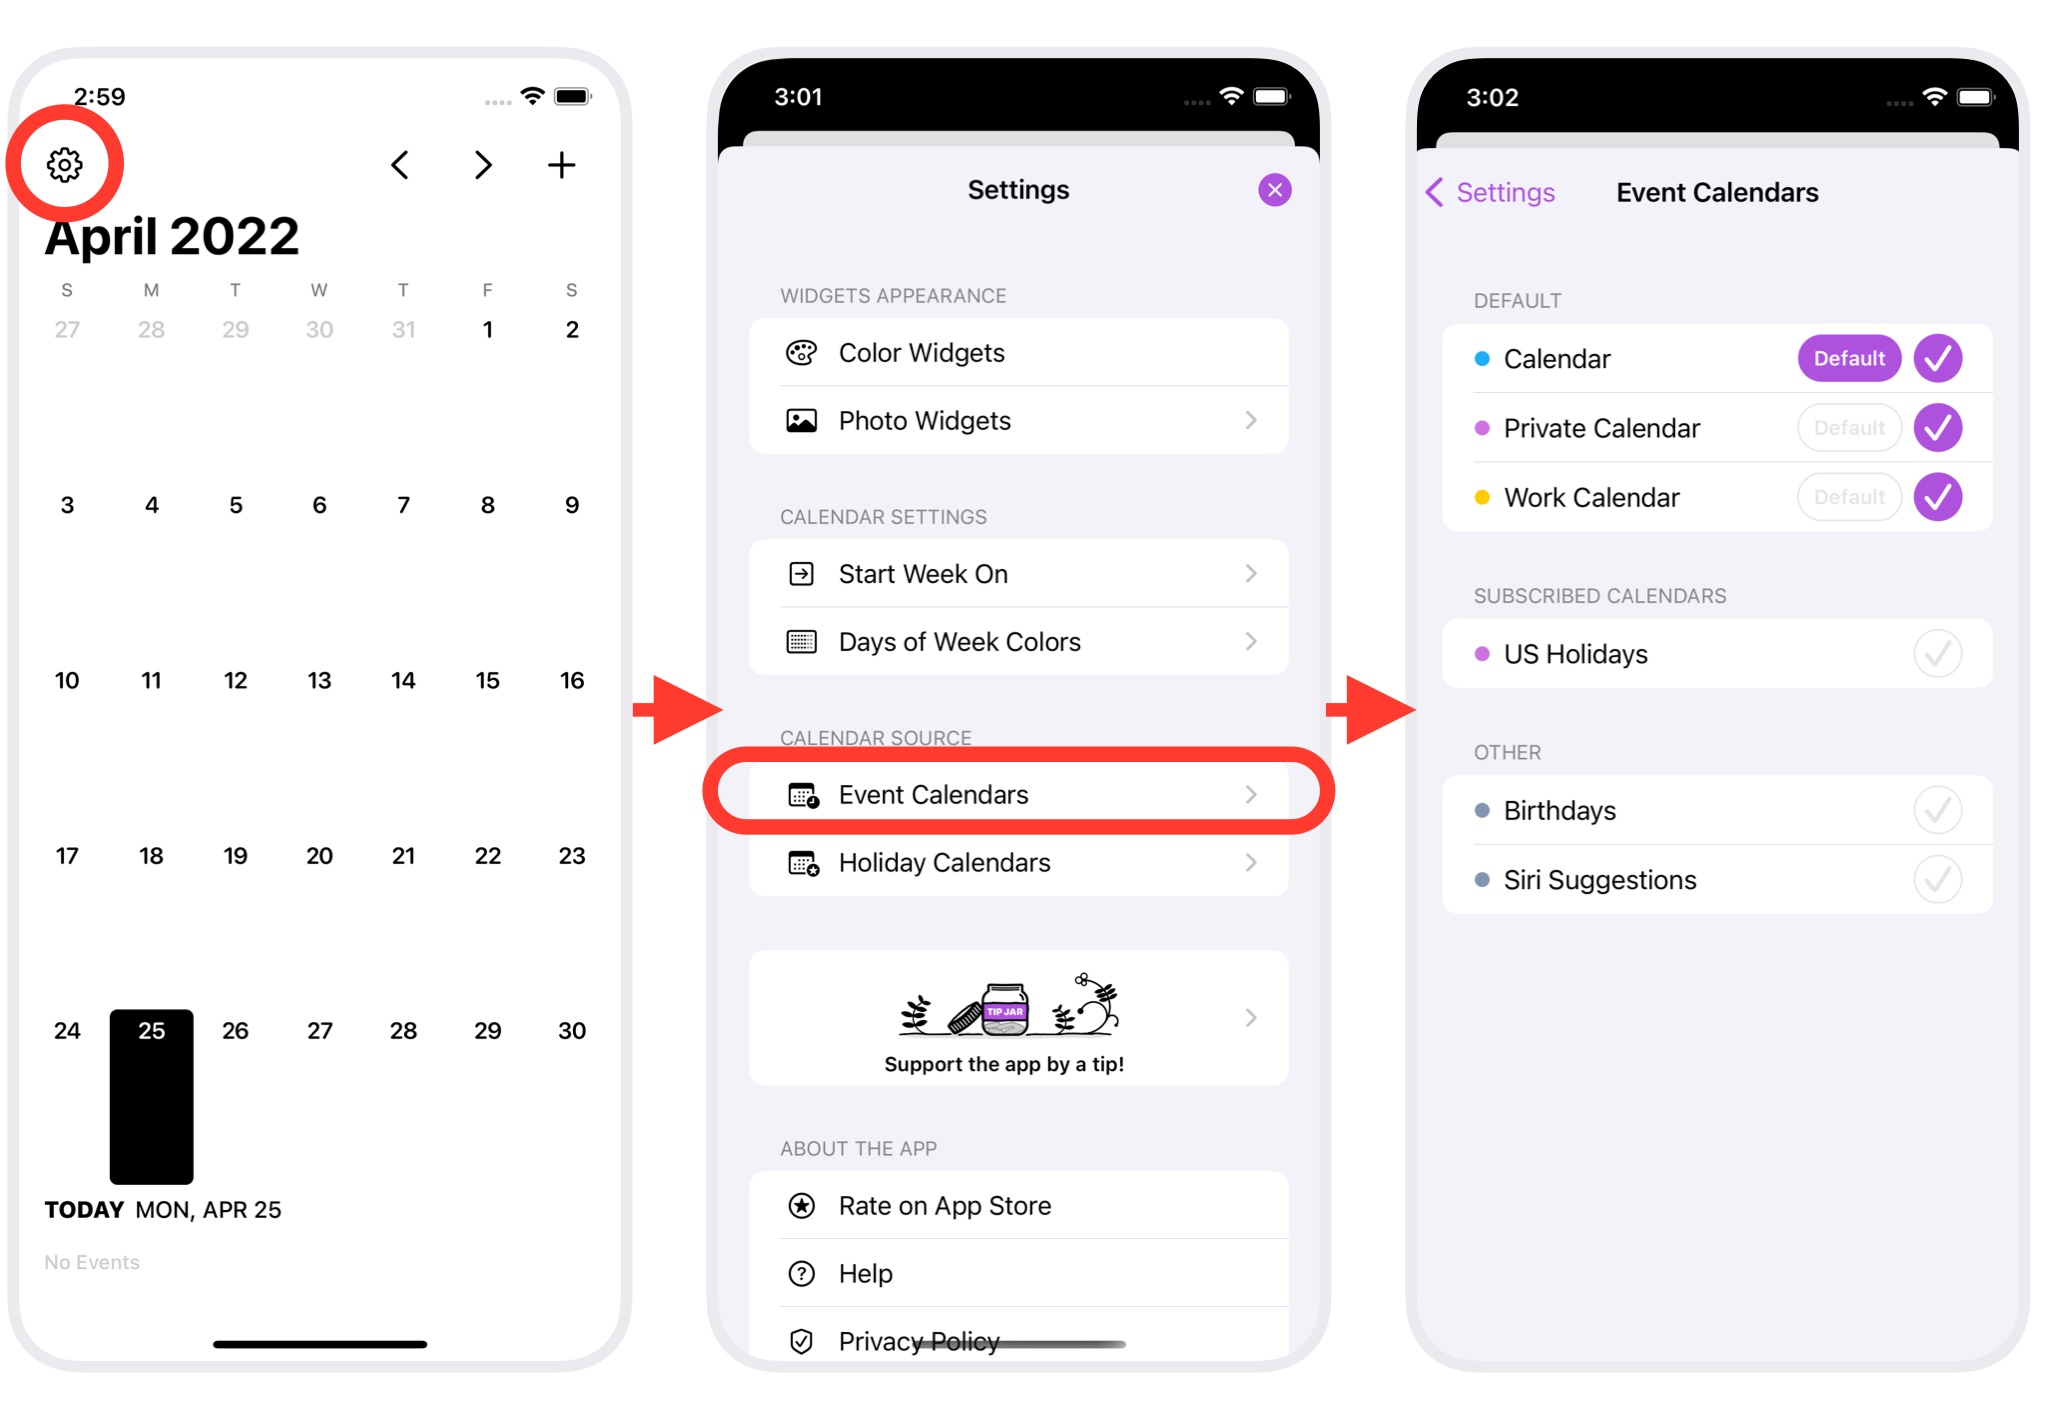 2:59
April 2022
S M T W T F S
27 28 29 30 31 1 2
3 4 5 6 7 8 9
10 11 12 13 14 15 16
17 18 19 20 21 22 23
24 25 26 27 28 29 30
TODAY MON, APR 25
No Events
3:01
Settings
WIDGETS APPEARANCE
Color Widgets
Photo Widgets
CALENDAR SETTINGS
Start Week On
Days of Week Colors
CALENDAR SOURCE
Event Calendars
Holiday Calendars
TIP JAR
Support the app by a tip!
ABOUT THE APP
Rate on App Store
Help
Privacy Policy
3:02
Settings Event Calendars
DEFAULT
Calendar Default
Private Calendar Default
Work Calendar Default
SUBSCRIBED CALENDARS
US Holidays
OTHER
Birthdays
Siri Suggestions